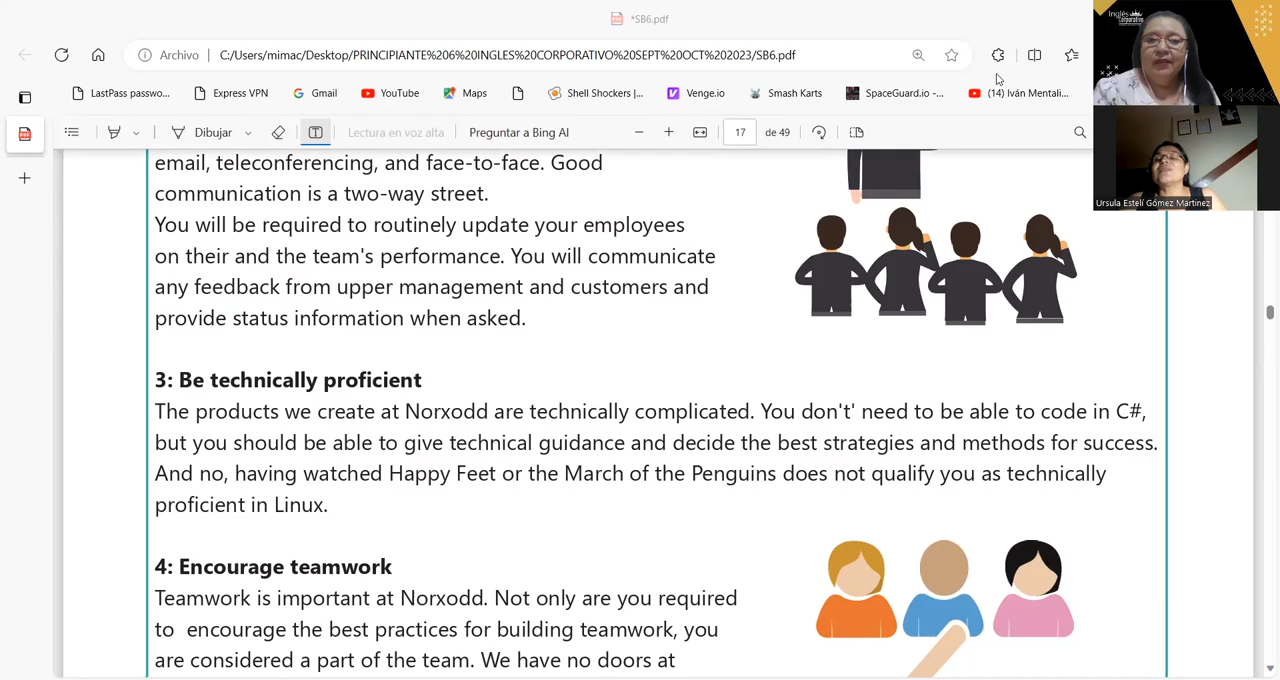 *SB6.pdf
Archivo
C:/Users/mimac/Desktop/PRINCIPIANTE%206%20INGLES%20CORPORATIVO%20SEPT%20OCT%202023/SB6.pdf
LastPass passwo...
Express VPN
Gmail
YouTube
Maps
Shell Shockers |...
Venge.io
Smash Karts
SpaceGuard.io -...
(14) Iván Mentali...
Dibujar
Lectura en voz alta
Preguntar a Bing AI
17
de 49
Inglés
Corporativo
Ursula Estelí Gómez Martínez
email, teleconferencing, and face-to-face. Good
communication is a two-way street.
You will be required to routinely update your employees
on their and the team's performance. You will communicate
any feedback from upper management and customers and
provide status information when asked.
3: Be technically proficient
The products we create at Norxodd are technically complicated. You don't' need to be able to code in C#,
but you should be able to give technical guidance and decide the best strategies and methods for success.
And no, having watched Happy Feet or the March of the Penguins does not qualify you as technically
proficient in Linux.
4: Encourage teamwork
Teamwork is important at Norxodd. Not only are you required
to encourage the best practices for building teamwork, you
are considered a part of the team. We have no doors at